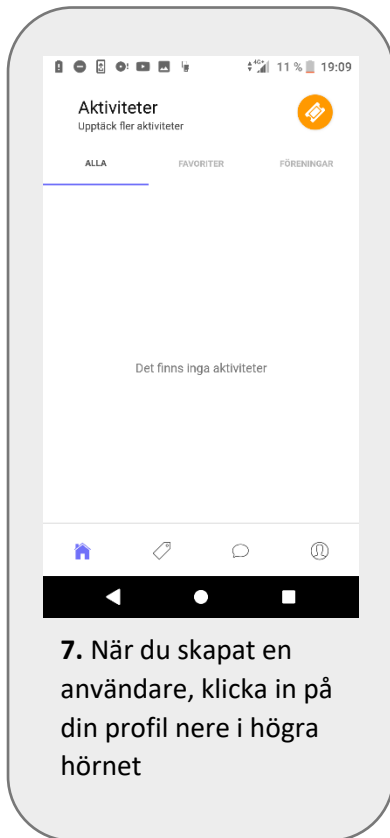 4G+ 11 % 19:09
Aktiviteter
Upptäck fler aktiviteter
ALLA FAVORITER FÖRENINGAR
Det finns inga aktiviteter
7. När du skapat en
användare, klicka in på
din profil nere i högra
hörnet